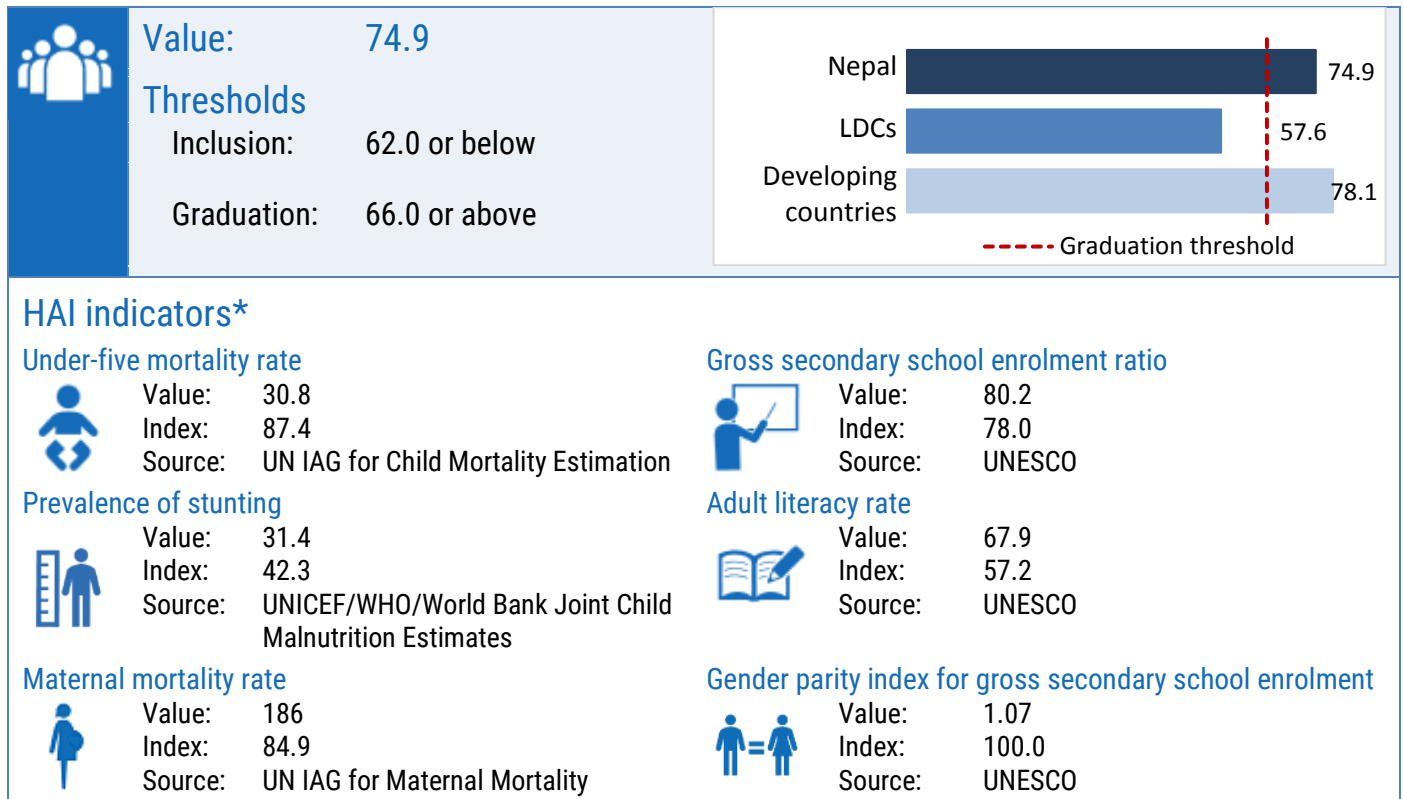 Value: 74.9
Thresholds
Inclusion: 62.0 or below
Graduation: 66.0 or above
Nepal 74.9
LDCs 57.6
Developing
countries 78.1
Graduation threshold
HAI indicators*
Under-five mortality rate
Value: 30.8
Index: 87.4
Source: UN IAG for Child Mortality Estimation
Gross secondary school enrolment ratio
Value: 80.2
Index: 78.0
Source: UNESCO
Prevalence of stunting
Value: 31.4
Index: 42.3
Source: UNICEF/WHO/World Bank Joint Child
Malnutrition Estimates
Adult literacy rate
Value: 67.9
Index: 57.2
Source: UNESCO
Maternal mortality rate
Value: 186
Index: 84.9
Source: UN IAG for Maternal Mortality
Gender parity index for gross secondary school enrolment
Value: 1.07
Index: 100.0
Source: UNESCO